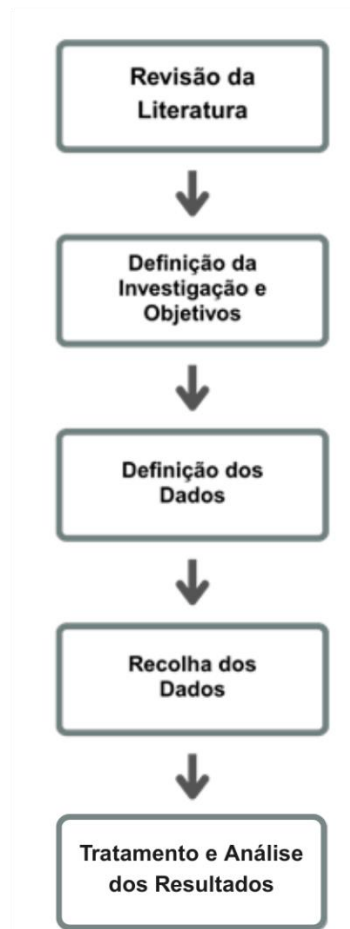 Revisão da
Literatura
Definição da
Investigação e
Objetivos
Definição dos
Dados
Recolha dos
Dados
Tratamento e Análise
dos Resultados